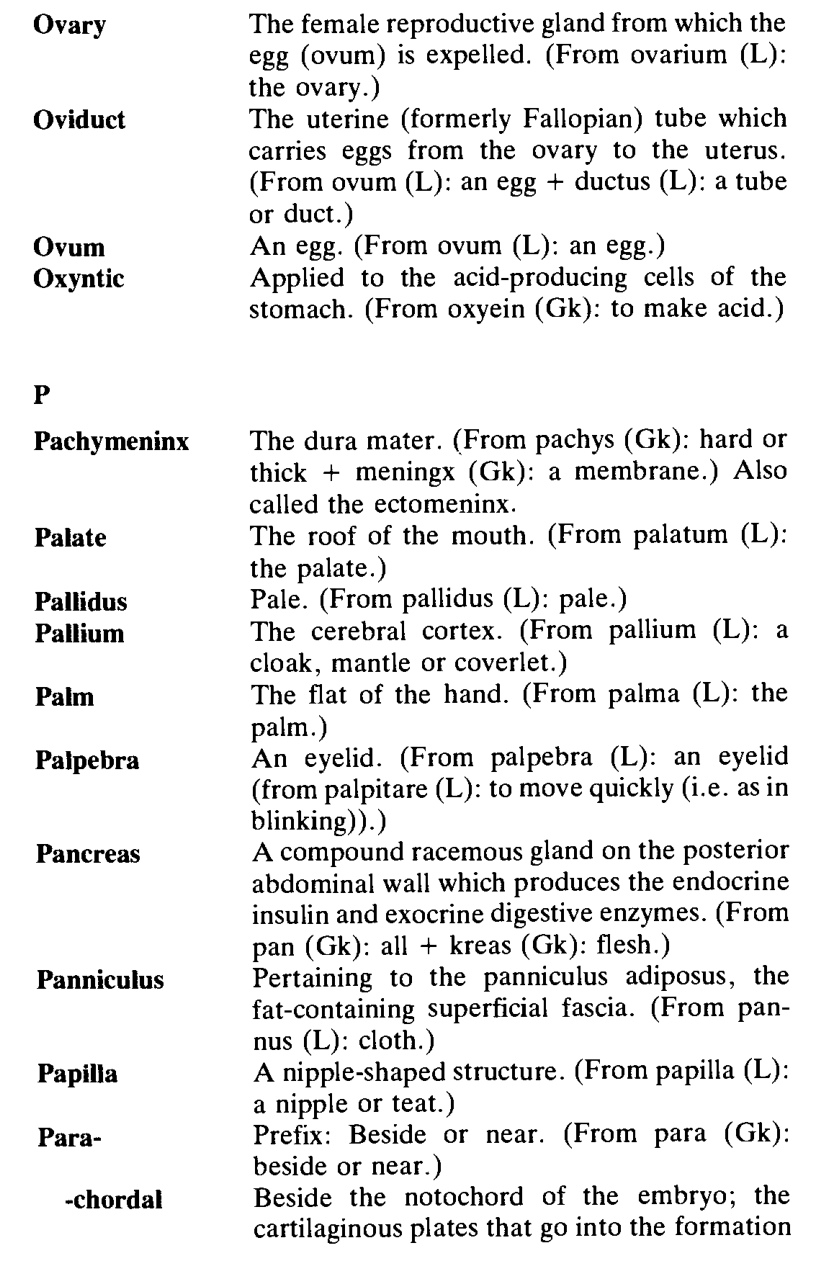 Ovary The female reproductive gland from which the
egg (ovum) is expelled. (From ovarium (L):
the ovary.)
Oviduct The uterine (formerly Fallopian) tube which
carries eggs from the ovary to the uterus.
(From ovum (L): an egg + ductus (L): a tube
or duct.)
Ovum An egg. (From ovum (L): an egg.)
Oxyntic Applied to the acid-producing cells of the
stomach. (From oxyein (Gk): to make acid.)
P
Pachymeninx The dura mater. (From pachys (Gk): hard or
thick + meningx (Gk): a membrane.) Also
called the ectomeninx.
Palate The roof of the mouth. (From palatum (L):
the palate.)
Pallidus Pale. (From pallidus (L): pale.)
Pallium The cerebral cortex. (From pallium (L): a
cloak, mantle or coverlet.)
Palm The flat of the hand. (From palma (L): the
palm.)
Palpebra An eyelid. (From palpebra (L): an eyelid
(from palpitare (L): to move quickly (i.e. as in
blinking)).)
Pancreas A compound racemous gland on the posterior
abdominal wall which produces the endocrine
insulin and exocrine digestive enzymes. (From
pan (Gk): all + kreas (Gk): flesh.)
Panniculus Pertaining to the panniculus adiposus, the
fat-containing superficial fascia. (From pan-
nus (L): cloth.)
Papilla A nipple-shaped structure. (From papilla (L):
a nipple or teat.)
Para- Prefix: Beside or near. (From para (Gk):
beside or near.)
-chordal Beside the notochord of the embryo; the
cartilaginous plates that go into the formation